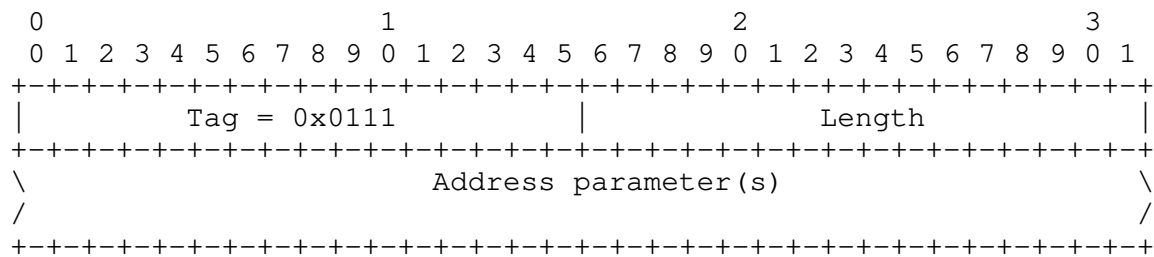 0                   1                   2                   3
 0 1 2 3 4 5 6 7 8 9 0 1 2 3 4 5 6 7 8 9 0 1 2 3 4 5 6 7 8 9 0 1
+-+-+-+-+-+-+-+-+-+-+-+-+-+-+-+-+-+-+-+-+-+-+-+-+-+-+-+-+-+-+-+-+
|         Tag = 0x0111          |             Length            |
+-+-+-+-+-+-+-+-+-+-+-+-+-+-+-+-+-+-+-+-+-+-+-+-+-+-+-+-+-+-+-+-+
\                       Address parameter(s)                    \
/                                                               /
+-+-+-+-+-+-+-+-+-+-+-+-+-+-+-+-+-+-+-+-+-+-+-+-+-+-+-+-+-+-+-+-+